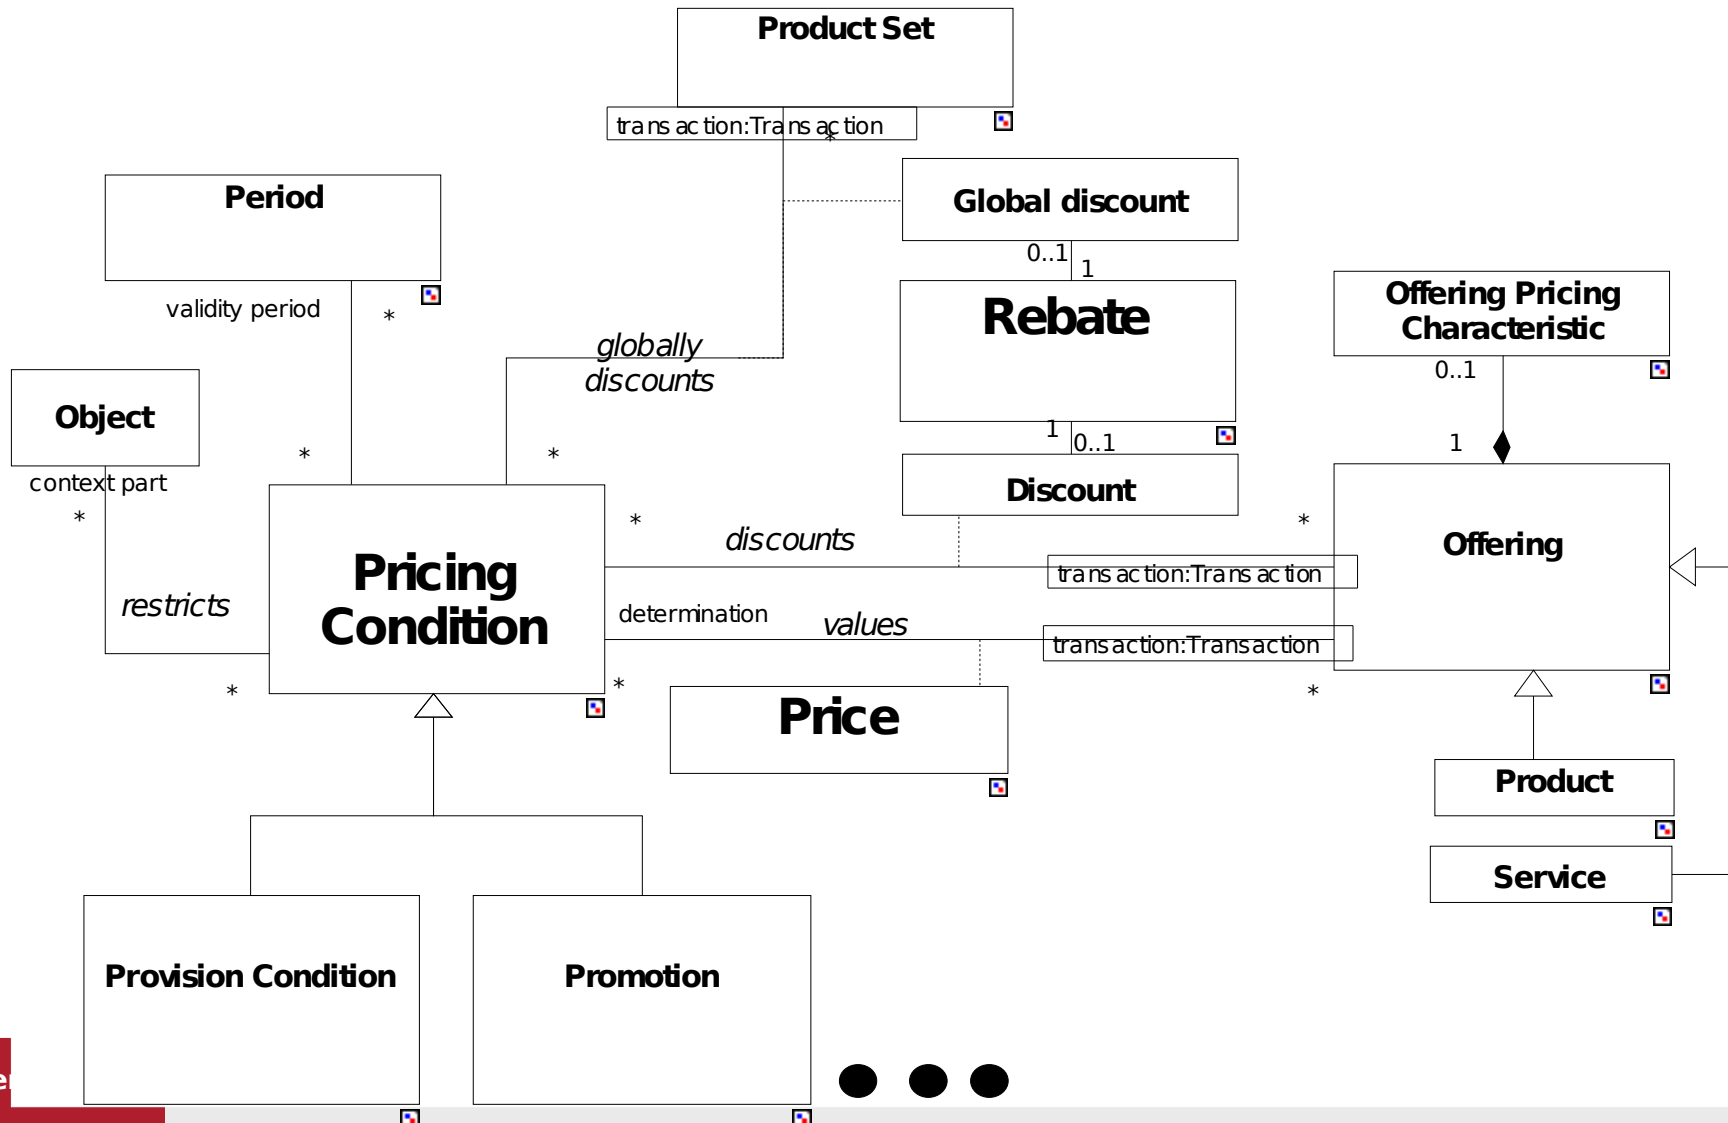 Product Set
transaction:Transaction
*
Period
Global discount
validity period
*
0..1
1
Rebate
Offering Pricing
Characteristic
0..1
globally
discounts
Object
context part
*
*
*
1
0..1
1
Discount
Pricing
Condition
*
discounts
*
transaction:Transaction
Offering
restricts
determination
values
transaction:Transaction
*
*
*
Price
Product
Service
Provision Condition
Promotion